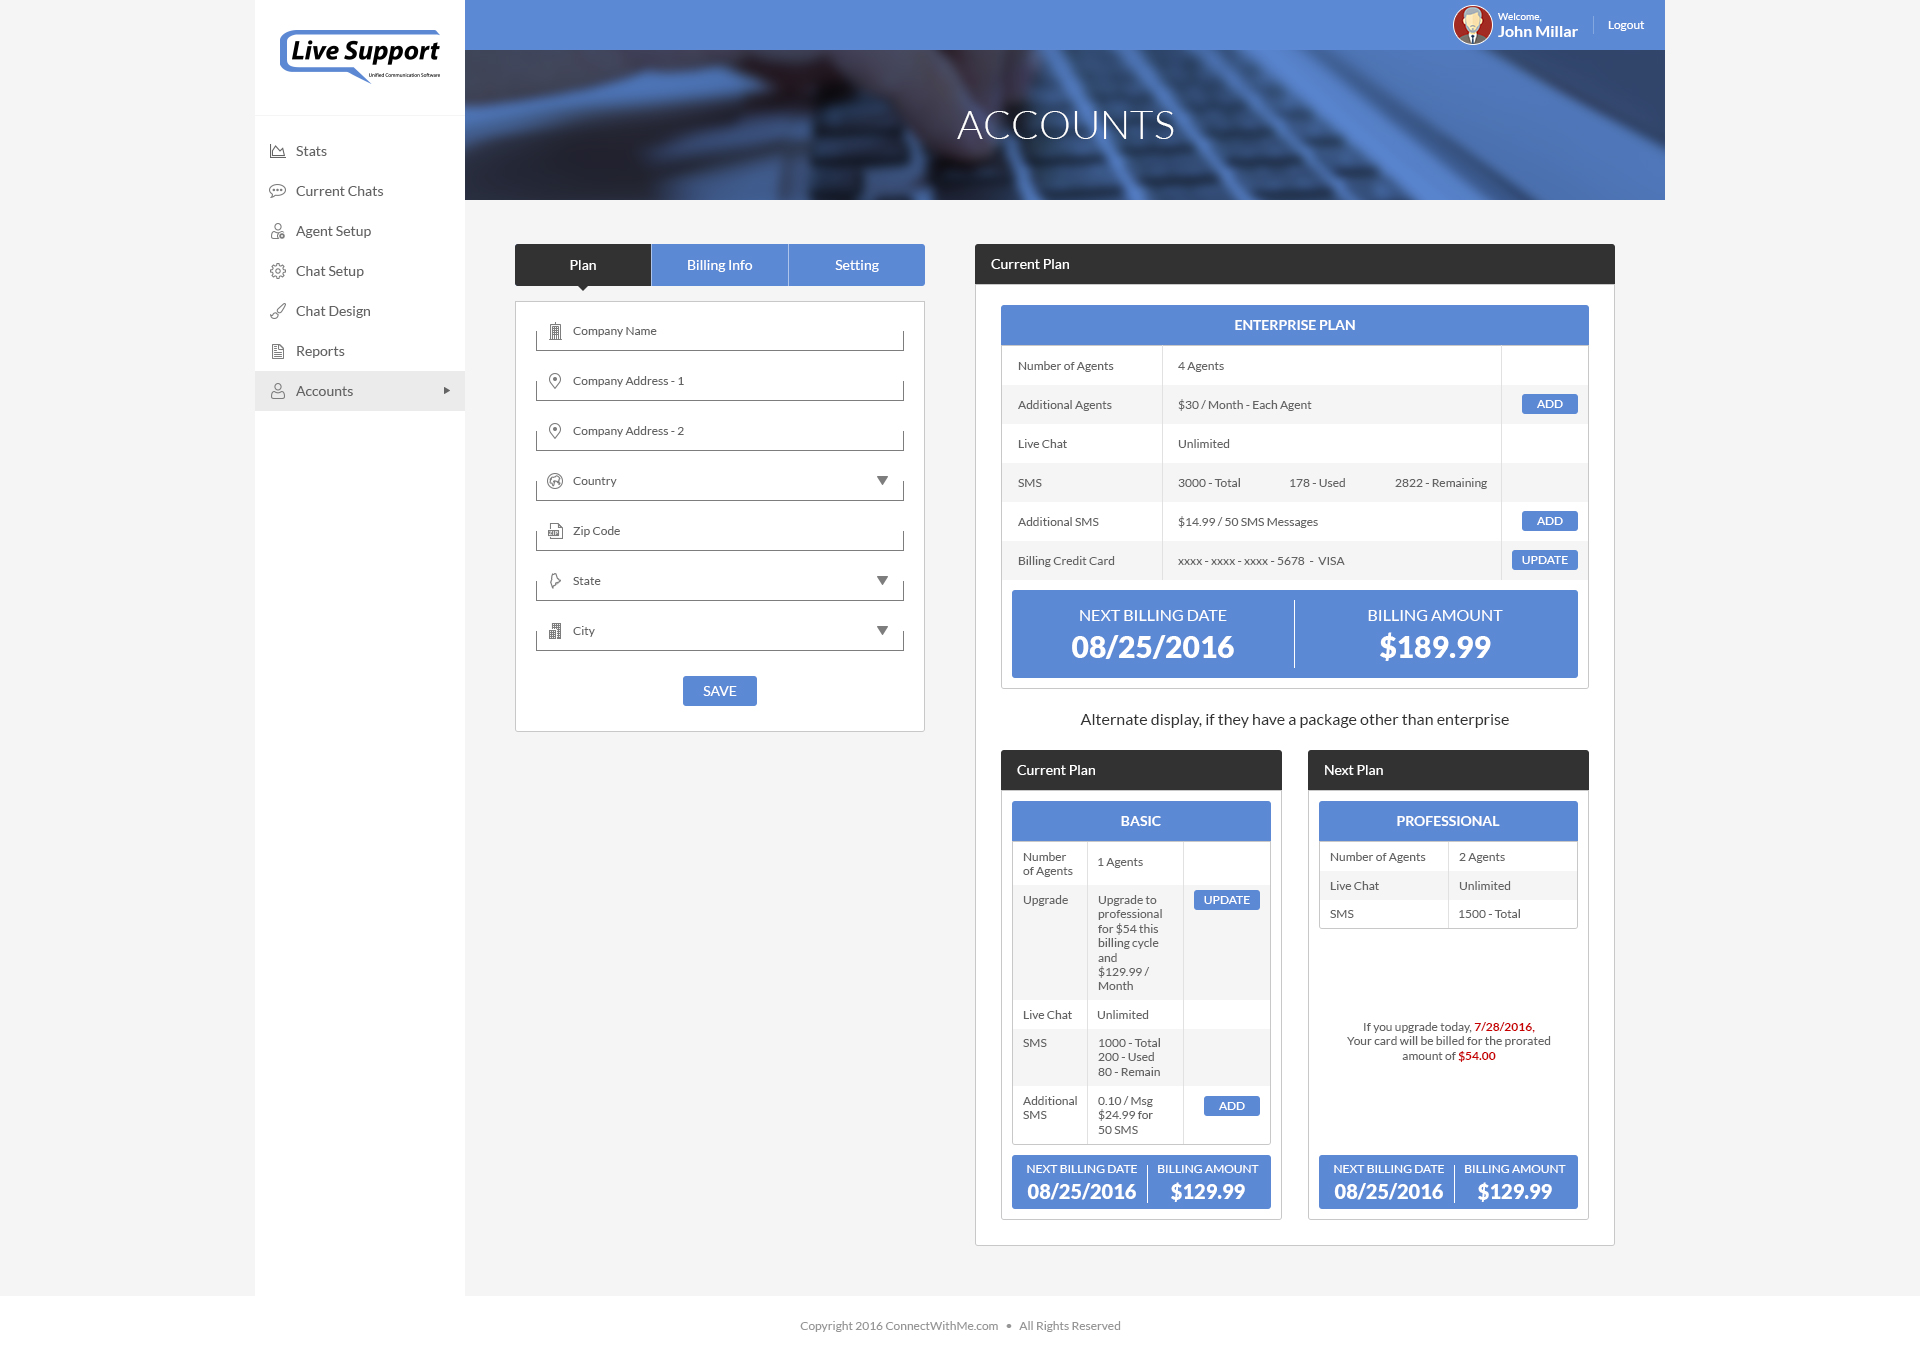 Live Support
Unified Communication Software
Welcome,
John Millar
Logout
ACCOUNTS
Stats
Current Chats
Agent Setup
Chat Setup
Chat Design
Reports
Accounts
Plan
Billing Info
Setting
Company Name
Company Address - 1
Company Address - 2
Country
Zip Code
State
City
SAVE
Current Plan
ENTERPRISE PLAN
Number of Agents
4 Agents
Additional Agents
$30 / Month - Each Agent
ADD
Live Chat
Unlimited
SMS
3000 - Total
178 - Used
2822 - Remaining
Additional SMS
$14.99 / 50 SMS Messages
ADD
Billing Credit Card
xxxx - xxxx - xxxx - 5678 - VISA
UPDATE
NEXT BILLING DATE
08/25/2016
BILLING AMOUNT
$189.99
Alternate display, if they have a package other than enterprise
Current Plan
BASIC
Number
of Agents
1 Agents
Upgrade
Upgrade to
professional
for $54 this
billing cycle
and
$129.99 /
Month
UPDATE
Live Chat
Unlimited
SMS
1000 - Total
200 - Used
80 - Remain
Additional
SMS
0.10 / Msg
$24.99 for
50 SMS
ADD
NEXT BILLING DATE
08/25/2016
BILLING AMOUNT
$129.99
Next Plan
PROFESSIONAL
Number of Agents
2 Agents
Live Chat
Unlimited
SMS
1500 - Total
If you upgrade today, 7/28/2016,
Your card will be billed for the prorated
amount of $54.00
NEXT BILLING DATE
08/25/2016
BILLING AMOUNT
$129.99
Copyright 2016 ConnectWithMe.com • All Rights Reserved